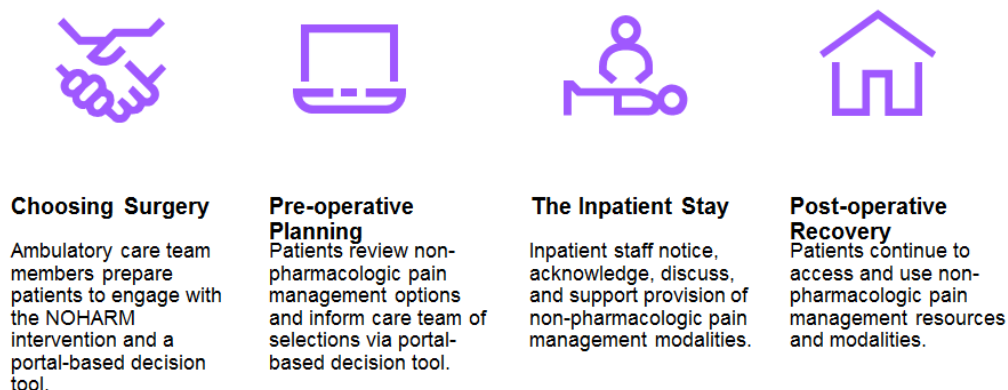 Choosing Surgery
Ambulatory care team
members prepare
patients to engage with
the NOHARM
intervention and a
portal-based decision
tool.
Pre-operative
Planning
Patients review non-
pharmacologic pain
management options
and inform care team of
selections via portal-
based decision tool.
The Inpatient Stay
Inpatient staff notice,
acknowledge, discuss,
and support provision of
non-pharmacologic pain
management modalities.
Post-operative
Recovery
Patients continue to
access and use non-
pharmacologic pain
management resources
and modalities.